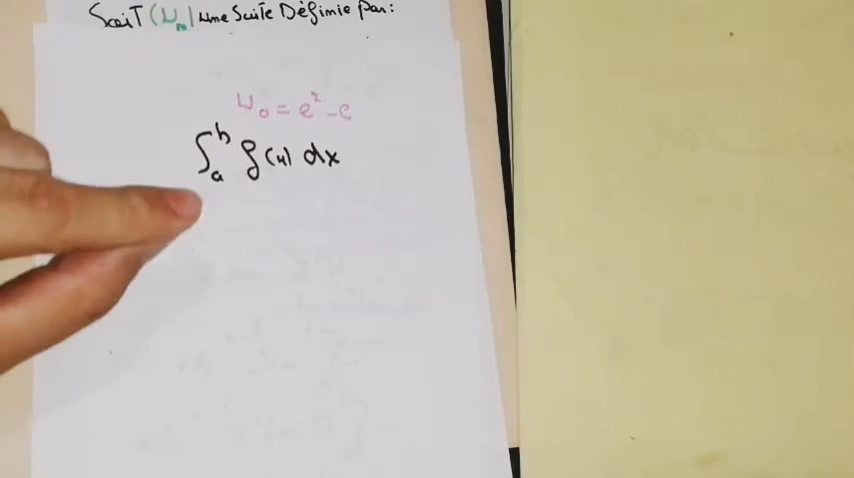 Soit (Un) une Suite Définie par:
U₀ = e² - e
∫ₐᵇ f(x) dx